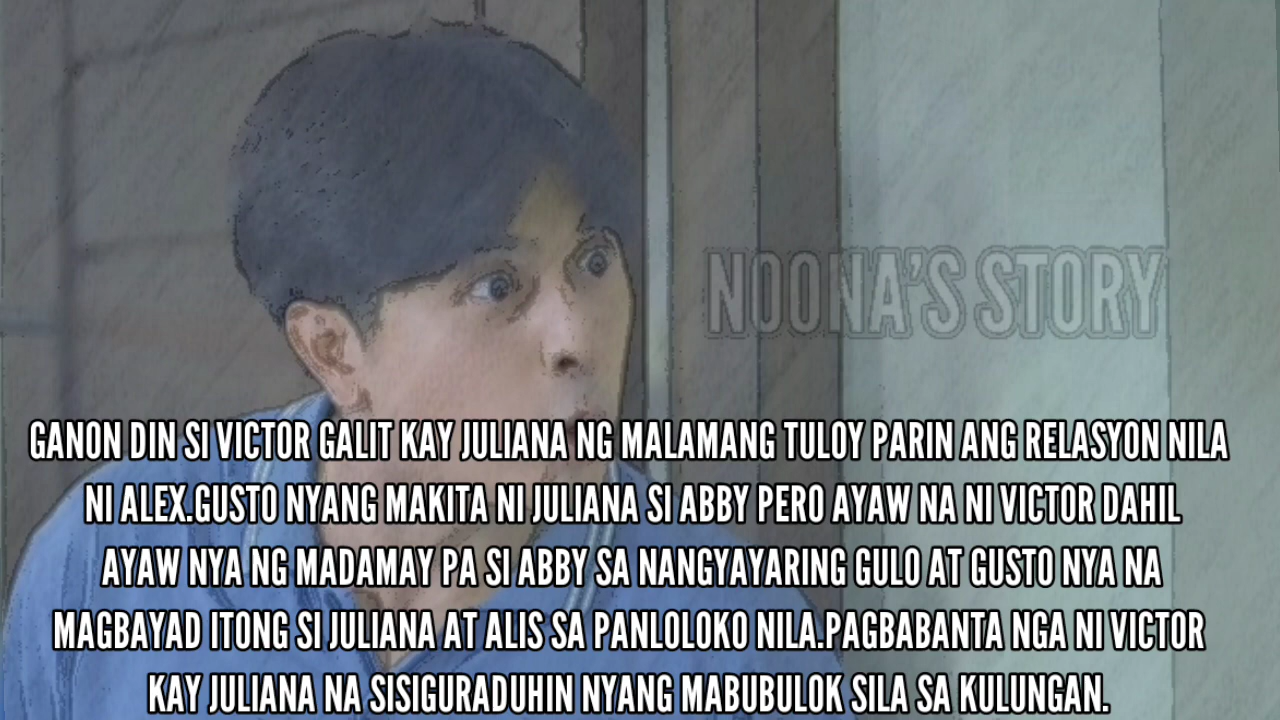 NOONA'S STORY
GANON DIN SI VICTOR GALIT KAY JULIANA NG MALAMANG TULOY PARIN ANG RELASYON NILA
NI ALEX.GUSTO NYANG MAKITA NI JULIANA SI ABBY PERO AYAW NA NI VICTOR DAHIL
AYAW NYA NG MADAMAY PA SI ABBY SA NANGYAYARING GULO AT GUSTO NYA NA
MAGBAYAD ITONG SI JULIANA AT ALIS SA PANLOLOKO NILA.PAGBABANTA NGA NI VICTOR
KAY JULIANA NA SISIGURADUHIN NYANG MABUBULOK SILA SA KULUNGAN.